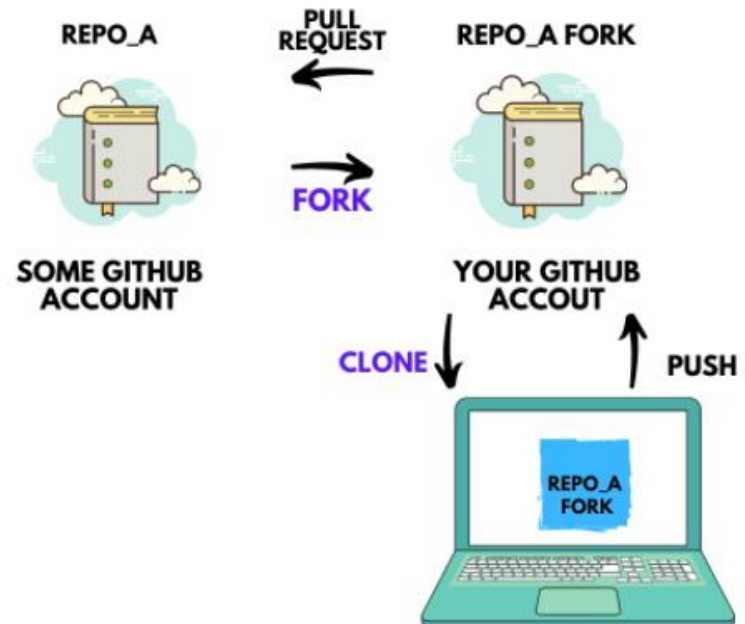 REPO_A
PULL
REQUEST
REPO_A FORK
FORK
SOME GITHUB
ACCOUNT
YOUR GITHUB
ACCOUT
CLONE
PUSH
REPO_A
FORK